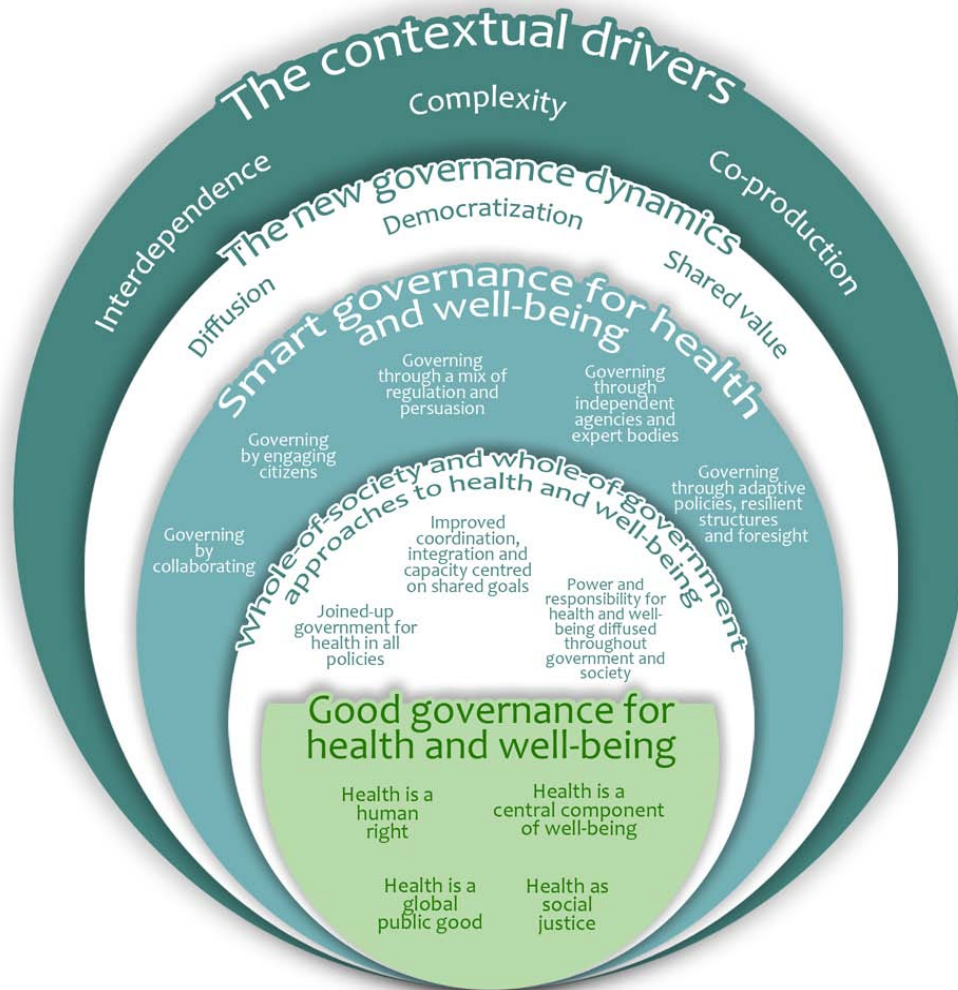 The contextual drivers
Interdependence
Complexity
Co-production
The new governance dynamics
Diffusion
Democratization
Shared value
Smart governance for health
and well-being
Governing
by
collaborating
Governing
by engaging
citizens
Governing
through a mix of
regulation and
persuasion
Governing
through
independent
agencies and
expert bodies
Governing
through adaptive
policies, resilient
structures
and foresight
Whole-of-society and whole-of-government
approaches to health and well-being
Joined-up
government for
health in all
policies
Improved
coordination,
integration and
capacity centred
on shared goals
Power and
responsibility for
health and well-
being diffused
throughout
government and
society
Good governance for
health and well-being
Health is a
human
right
Health is a
central component
of well-being
Health is a
global
public good
Health as
social
justice